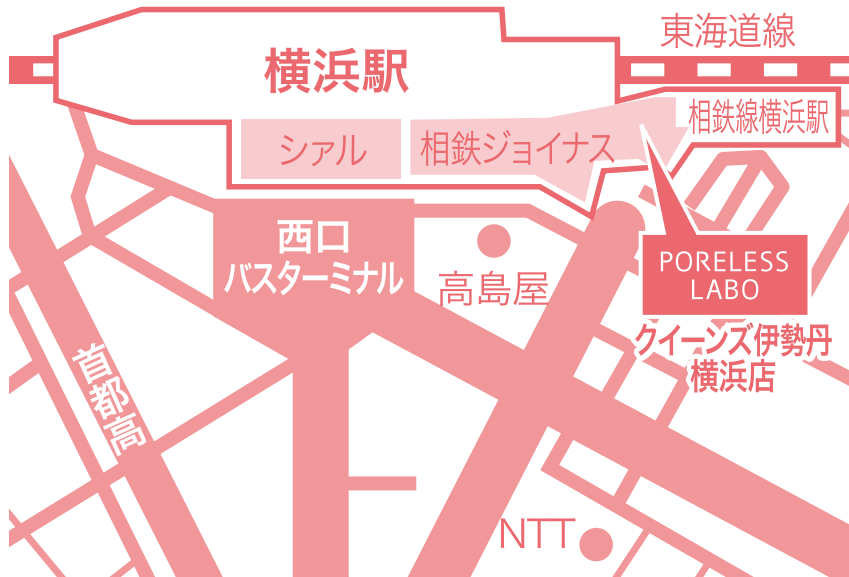 東海道線
横浜駅
相鉄線横浜駅
シァル
相鉄ジョイナス
西口
バスターミナル
高島屋
PORELESS
LABO
クイーンズ伊勢丹
横浜店
首都高
NTT